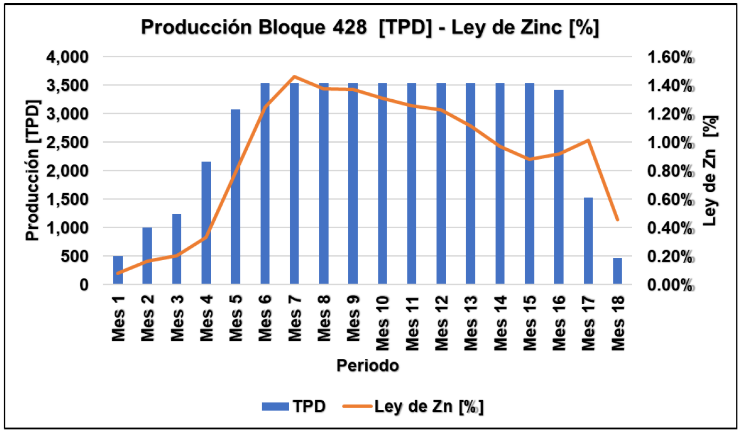 Producción Bloque 428 [TPD] - Ley de Zinc [%]
Producción [TPD]
4,000
3,500
3,000
2,500
2,000
1,500
1,000
500
0
1.60%
1.40%
1.20%
1.00%
0.80%
0.60%
0.40%
0.20%
0.00%
Ley de Zn [%]
Mes 1
Mes 2
Mes 3
Mes 4
Mes 5
Mes 6
Mes 7
Mes 8
Mes 9
Mes 10
Mes 11
Mes 12
Mes 13
Mes 14
Mes 15
Mes 16
Mes 17
Mes 18
Periodo
TPD
Ley de Zn [%]